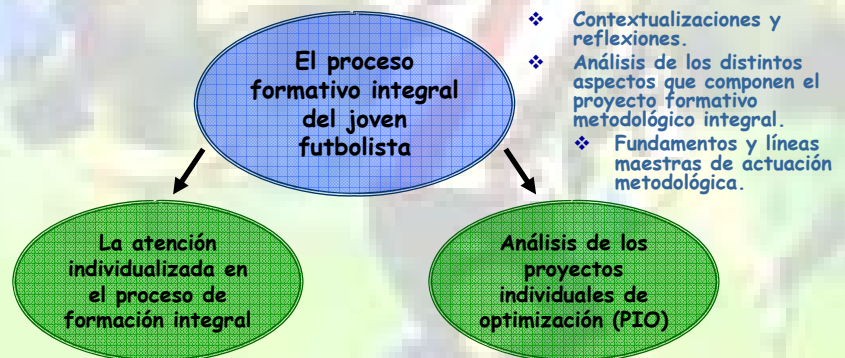 El proceso
formativo integral
del joven
futbolista
❖ Contextualizaciones y
reflexiones.
❖ Análisis de los distintos
aspectos que componen el
proyecto formativo
metodológico integral.
❖ Fundamentos y líneas
maestras de actuación
metodológica.
La atención
individualizada en
el proceso de
formación integral
Análisis de los
proyectos
individuales de
optimización (PIO)